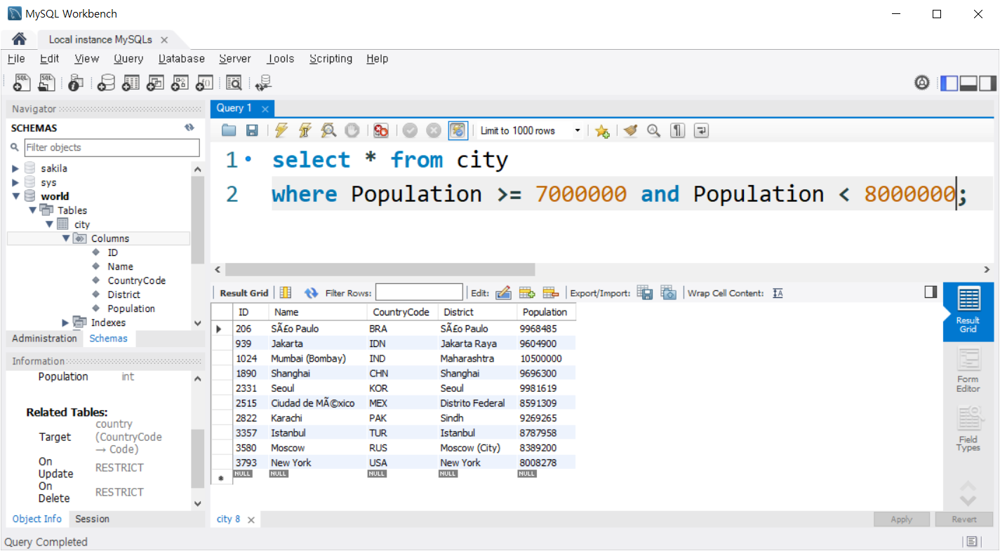 MySQL Workbench
Local instance MySQLs
File Edit View Query Database Server Tools Scripting Help
Navigator
SCHEMAS
Filter objects
sakila
sys
world
Tables
city
Columns
ID
Name
CountryCode
District
Population
Indexes
Administration Schemas
Information
Population int
Related Tables:
Target country (CountryCode → Code)
On Update RESTRICT
On Delete RESTRICT
Object Info Session
Query Completed
Query 1
Limit to 1000 rows
1 select * from city
2 where Population >= 7000000 and Population < 8000000;
Result Grid Filter Rows: Edit: Export/Import: Wrap Cell Content:
ID Name CountryCode District Population
206 SÃ£o Paulo BRA SÃ£o Paulo 9968485
939 Jakarta IDN Jakarta Raya 9604900
1024 Mumbai (Bombay) IND Maharashtra 10500000
1890 Shanghai CHN Shanghai 9696300
2331 Seoul KOR Seoul 9981619
2515 Ciudad de MÃ©xico MEX Distrito Federal 8591309
2822 Karachi PAK Sindh 9269265
3357 Istanbul TUR Istanbul 8787958
3580 Moscow RUS Moscow (City) 8389200
3793 New York USA New York 8008278
NULL NULL NULL NULL NULL
Result Grid
Form Editor
Field Types
city 8
Apply Revert